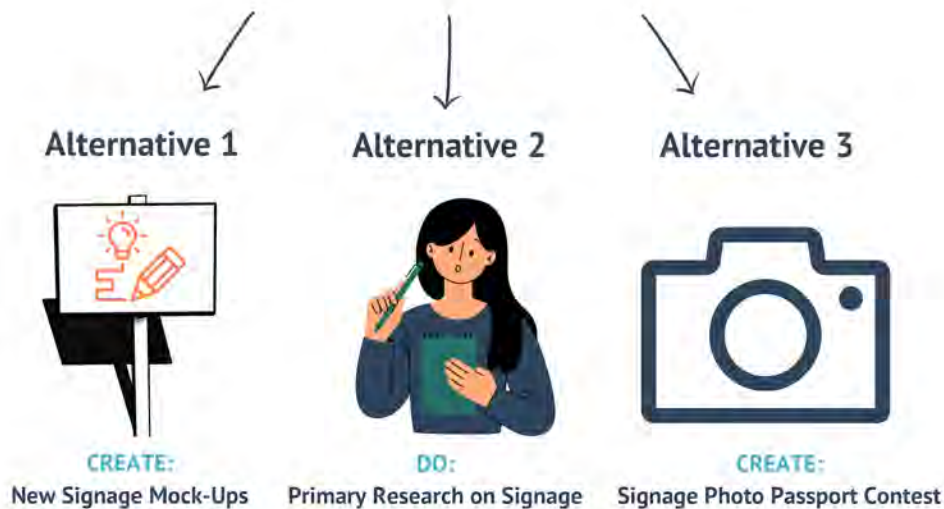 Alternative 1
Alternative 2
Alternative 3
CREATE:
New Signage Mock-Ups
DO:
Primary Research on Signage
CREATE:
Signage Photo Passport Contest